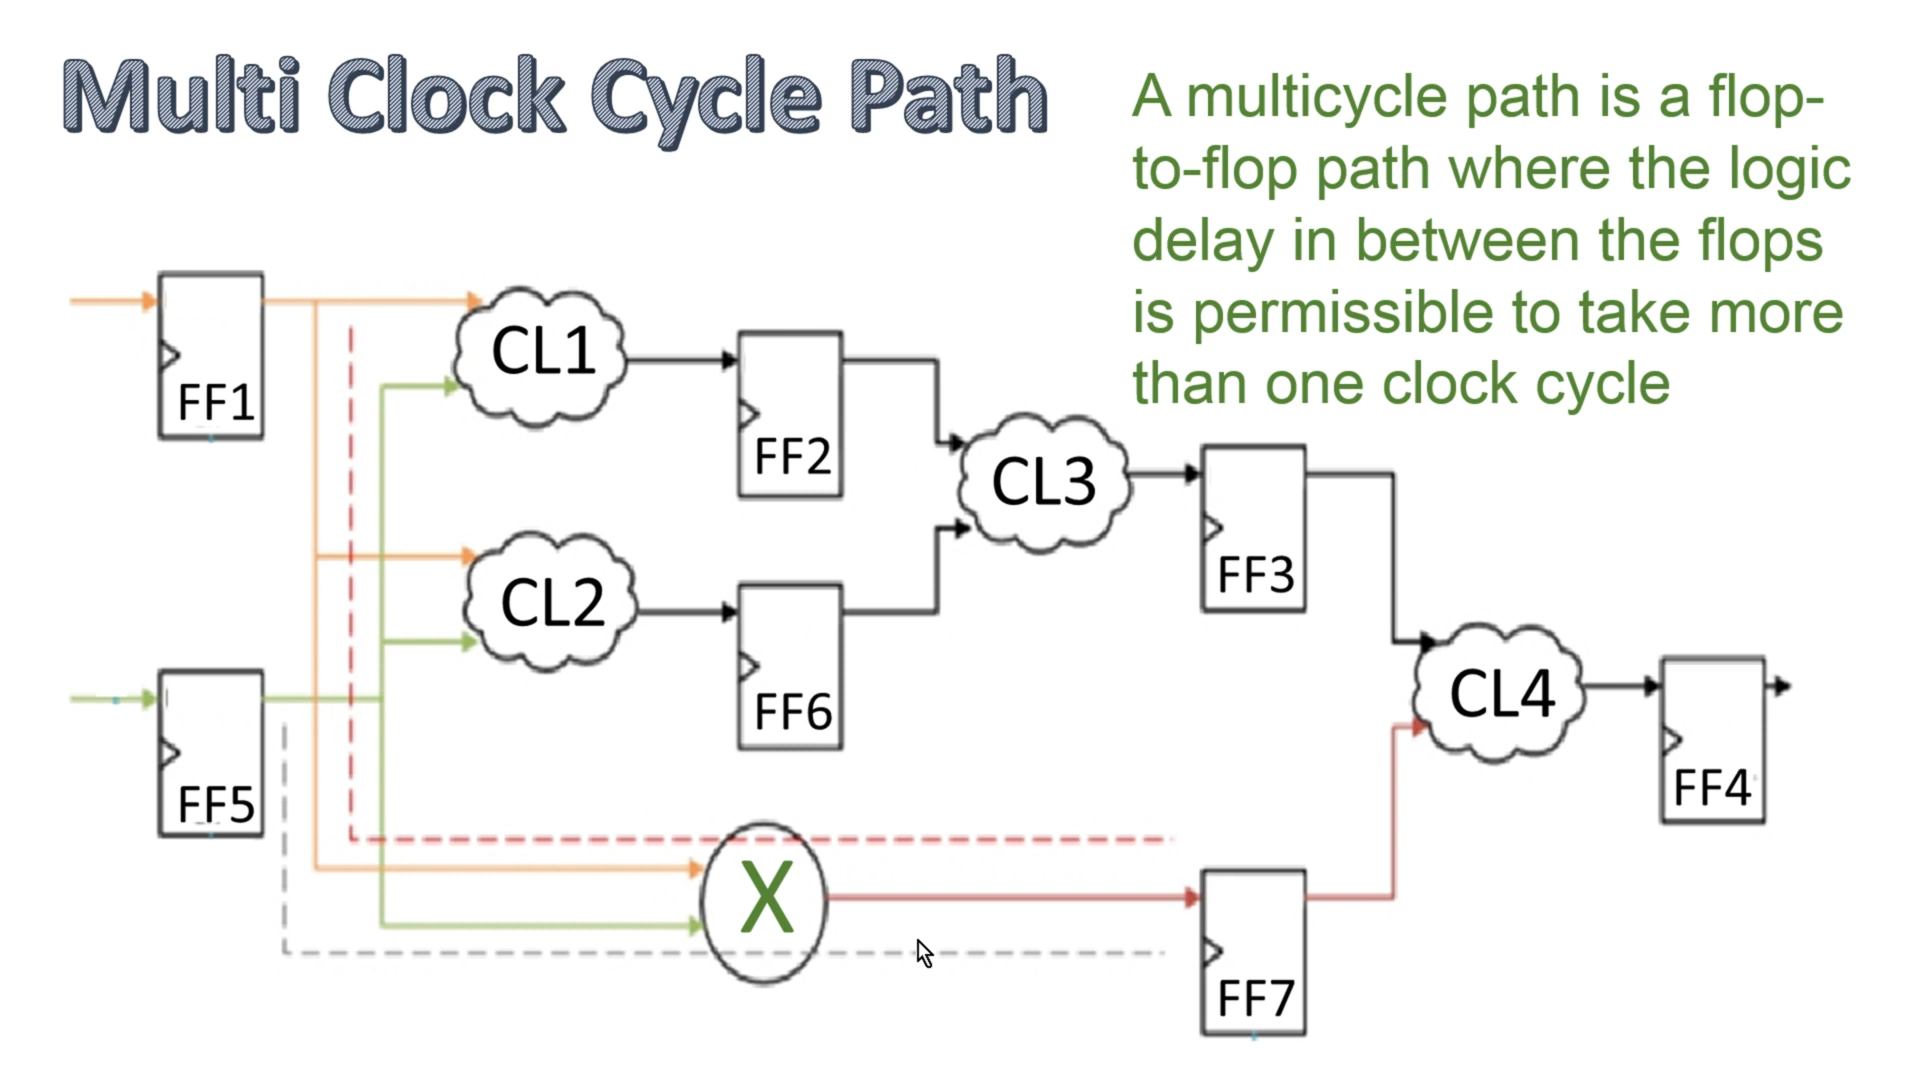 Multi Clock Cycle Path
A multicycle path is a flop-
to-flop path where the logic
delay in between the flops
is permissible to take more
than one clock cycle
FF1
CL1
FF2
CL3
FF3
CL2
FF6
CL4
FF5
FF4
X
FF7